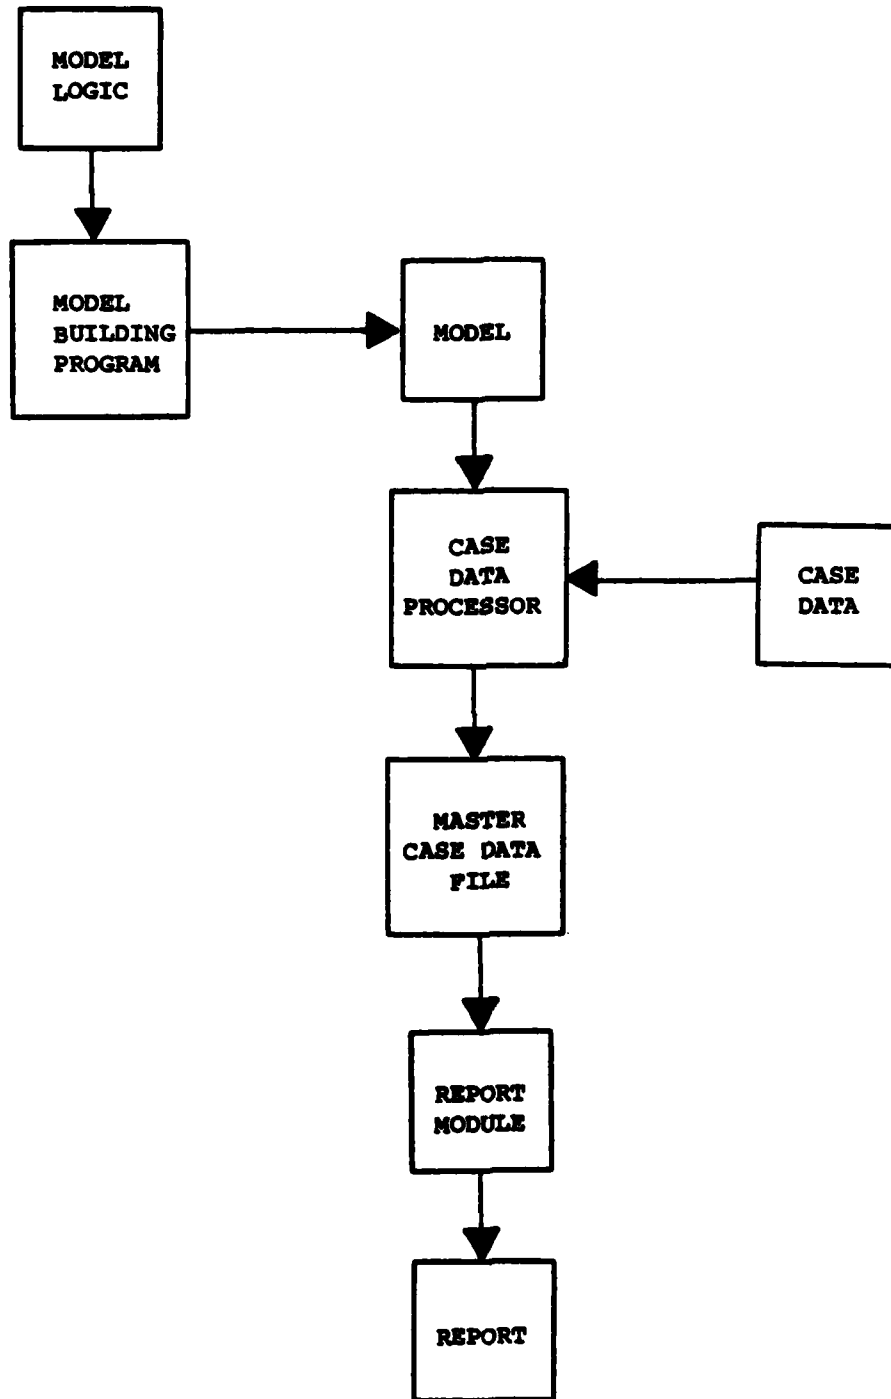 MODEL
LOGIC
MODEL
BUILDING
PROGRAM
MODEL
CASE
DATA
PROCESSOR
CASE
DATA
MASTER
CASE DATA
FILE
REPORT
MODULE
REPORT